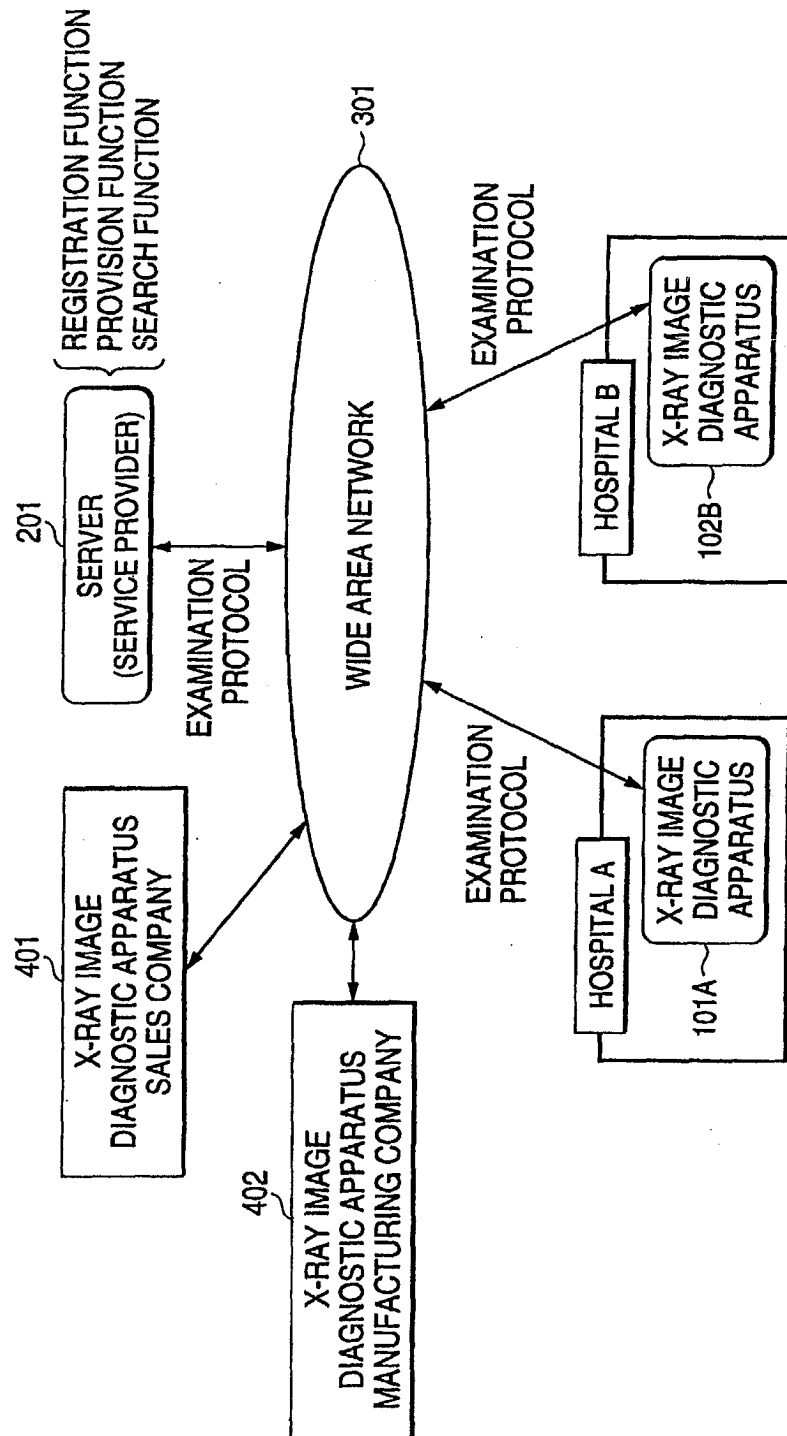 REGISTRATION FUNCTION
PROVISION FUNCTION
SEARCH FUNCTION
201
SERVER
(SERVICE PROVIDER)
401
X-RAY IMAGE
DIAGNOSTIC APPARATUS
SALES COMPANY
EXAMINATION
PROTOCOL
402
X-RAY IMAGE
DIAGNOSTIC APPARATUS
MANUFACTURING COMPANY
WIDE AREA NETWORK
301
EXAMINATION
PROTOCOL
EXAMINATION
PROTOCOL
HOSPITAL A
X-RAY IMAGE
DIAGNOSTIC
APPARATUS
101A
HOSPITAL B
X-RAY IMAGE
DIAGNOSTIC
APPARATUS
102B